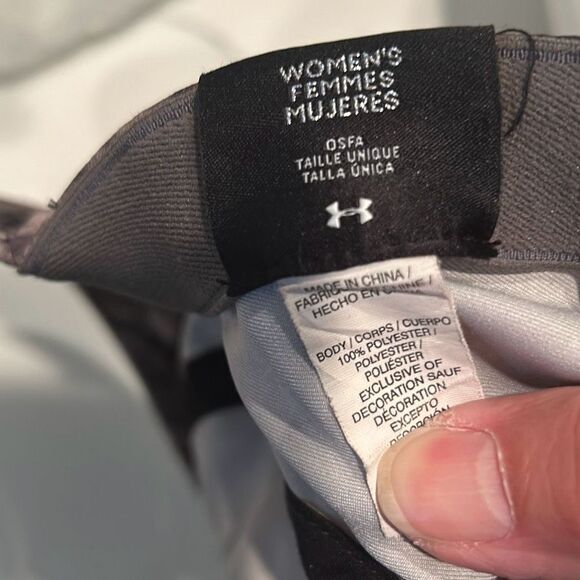 WOMEN'S
FEMMES
MUJERES
OSFA
TAILLE UNIQUE
TALLA ÚNICA
MADE IN CHINA /
FABRIQUÉ EN CHINE /
HECHO EN
BODY / CORPS / CUERPO
100% POLYESTER /
POLYESTER /
POLIÉSTER
EXCLUSIVE OF
DECORATION SAUF
DÉCORATION
EXCEPTO